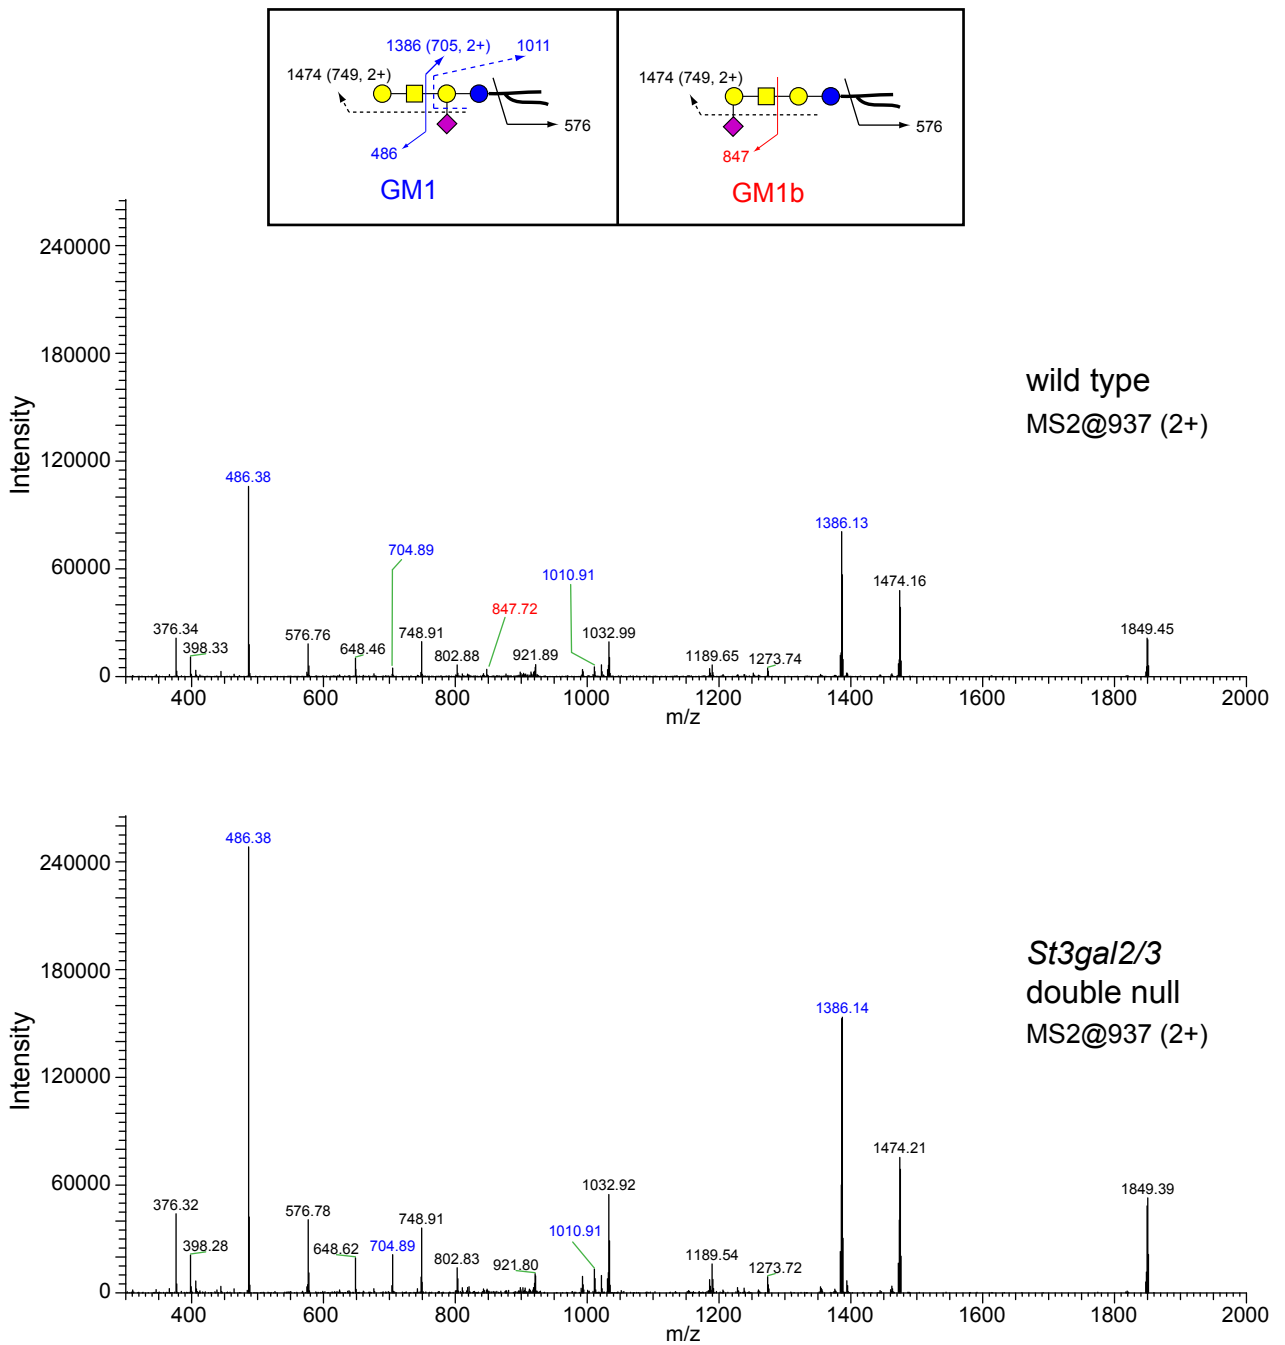 1386 (705, 2+) 1011
1474 (749, 2+)
576
486
GM1
1474 (749, 2+)
576
847
GM1b
Intensity
240000
180000
120000
60000
0
wild type
MS2@937 (2+)
376.34
398.33
486.38
576.76
648.46
704.89
748.91
802.88
847.72
921.89
1010.91
1032.99
1189.65
1273.74
1386.13
1474.16
1849.45
400 600 800 1000 1200 1400 1600 1800 2000
m/z
Intensity
240000
180000
120000
60000
0
St3gal2/3
double null
MS2@937 (2+)
376.32
398.28
486.38
576.78
648.62
704.89
748.91
802.83
921.80
1010.91
1032.92
1189.54
1273.72
1386.14
1474.21
1849.39
400 600 800 1000 1200 1400 1600 1800 2000
m/z